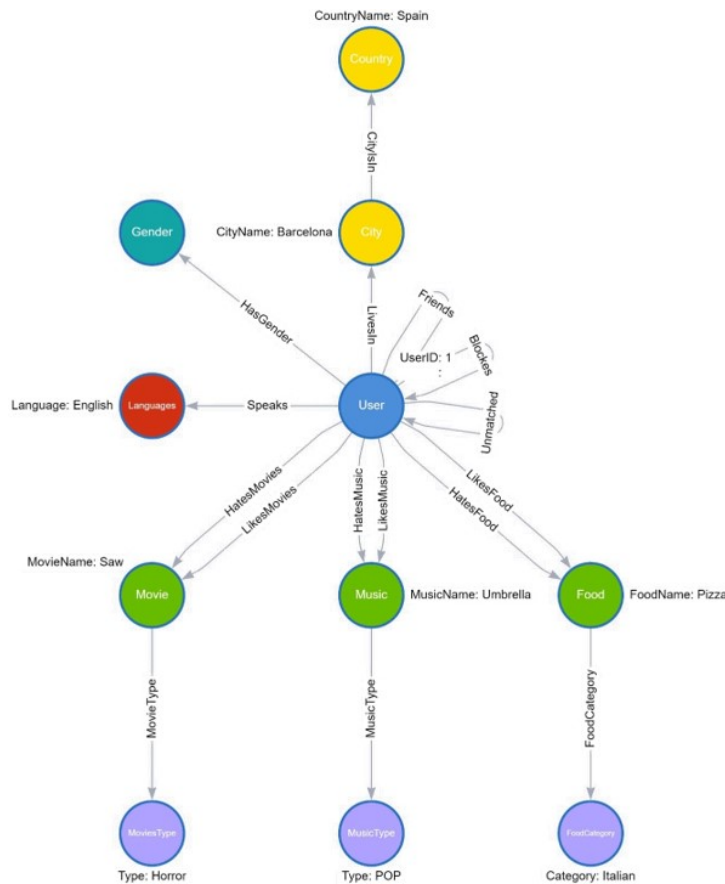 CountryName: Spain
Country
CityIsIn
Gender
CityName: Barcelona
City
HasGender
LivesIn
Friends
UserID: 1
:
Blockes
Language: English
Languages
Speaks
User
Unmatched
HatesMovies
LikesMovies
HatesMusic
LikesMusic
LikesFood
HatesFood
MovieName: Saw
Movie
Music
MusicName: Umbrella
Food
FoodName: Pizza
MovieType
MusicType
FoodCategory
MoviesType
MusicType
FoodCategory
Type: Horror
Type: POP
Category: Italian